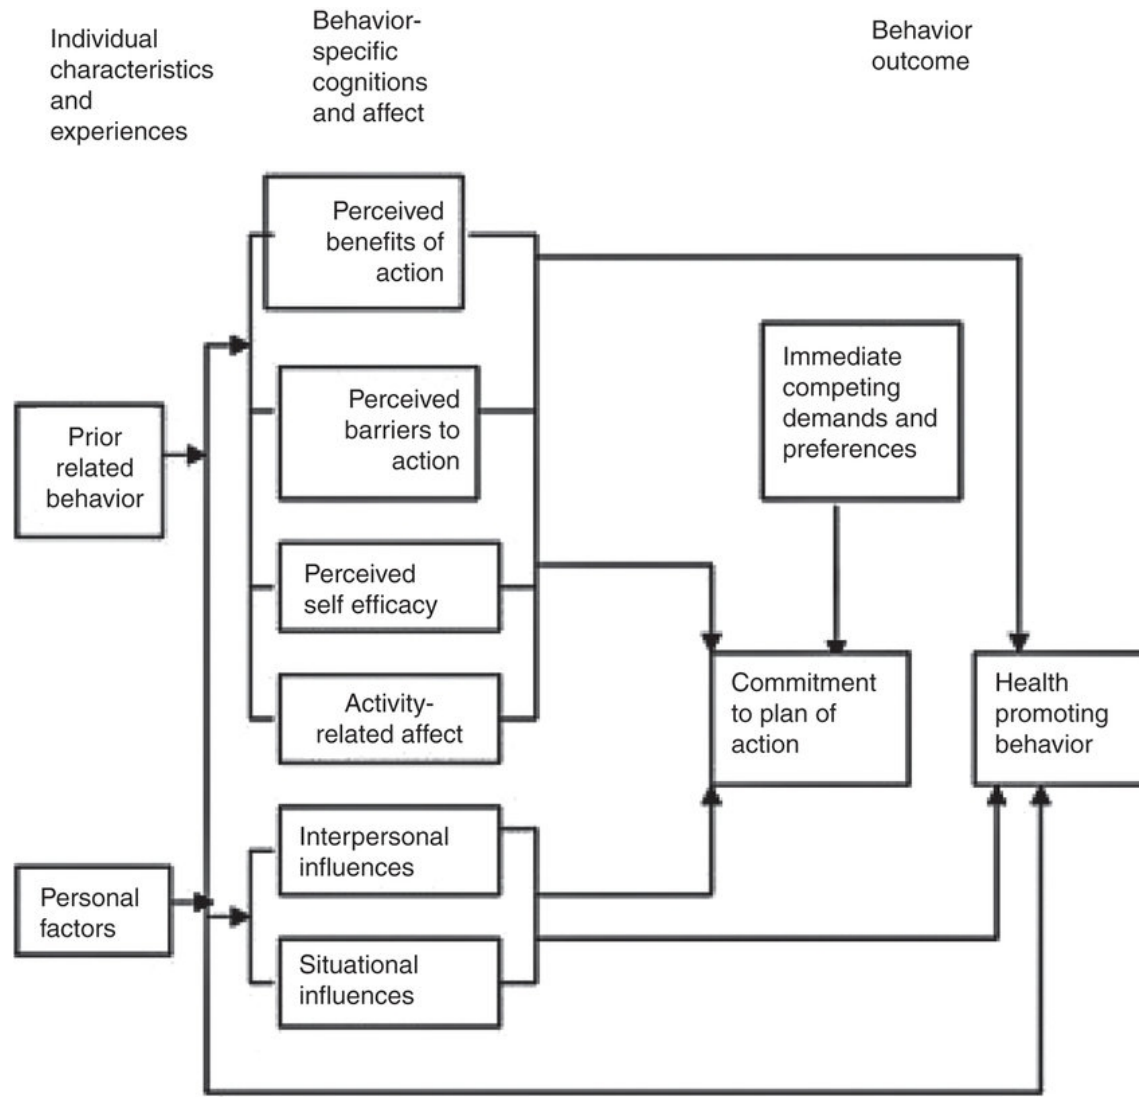 Individual
characteristics
and
experiences
Behavior-
specific
cognitions
and affect
Behavior
outcome
Perceived
benefits of
action
Immediate
competing
demands and
preferences
Perceived
barriers to
action
Prior
related
behavior
Perceived
self efficacy
Activity-
related affect
Commitment
to plan of
action
Health
promoting
behavior
Interpersonal
influences
Personal
factors
Situational
influences